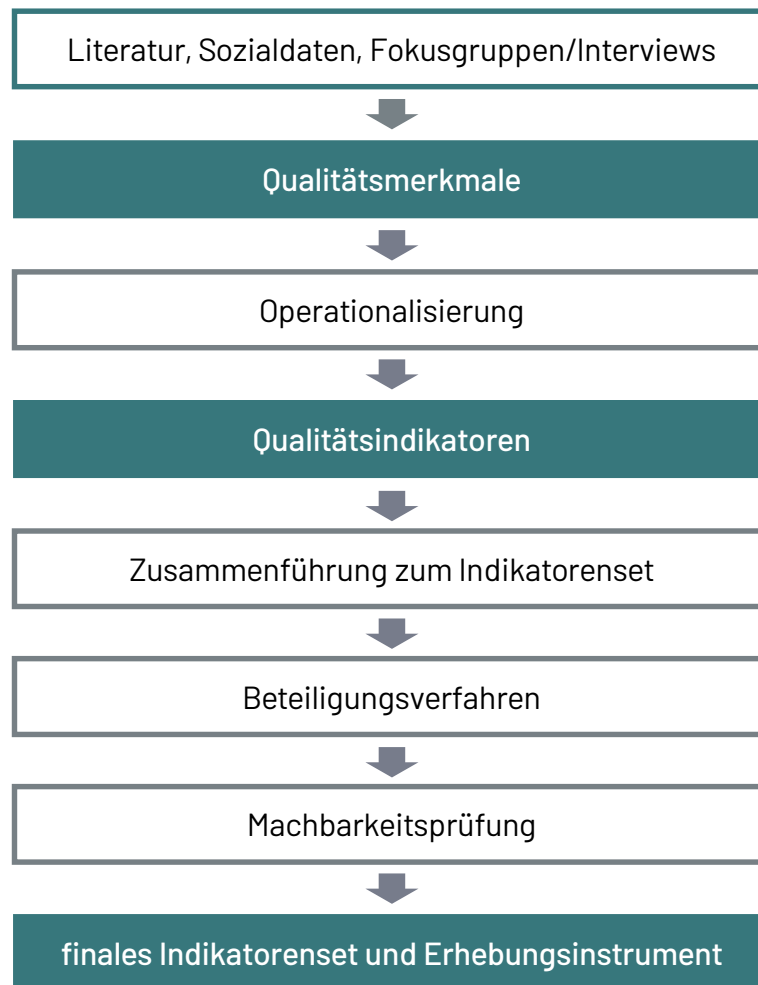 Literatur, Sozialdaten, Fokusgruppen/Interviews
Qualitätsmerkmale
Operationalisierung
Qualitätsindikatoren
Zusammenführung zum Indikatorenset
Beteiligungsverfahren
Machbarkeitsprüfung
finales Indikatorenset und Erhebungsinstrument